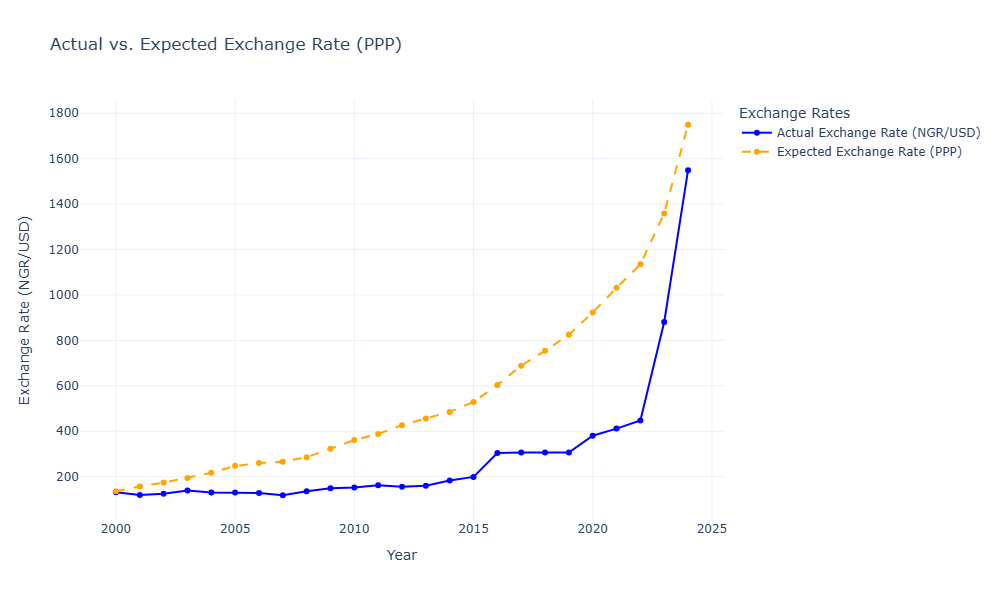 Actual vs. Expected Exchange Rate (PPP)
Exchange Rates
Actual Exchange Rate (NGR/USD)
Expected Exchange Rate (PPP)
Exchange Rate (NGR/USD)
1800
1600
1400
1200
1000
800
600
400
200
2000 2005 2010 2015 2020 2025
Year